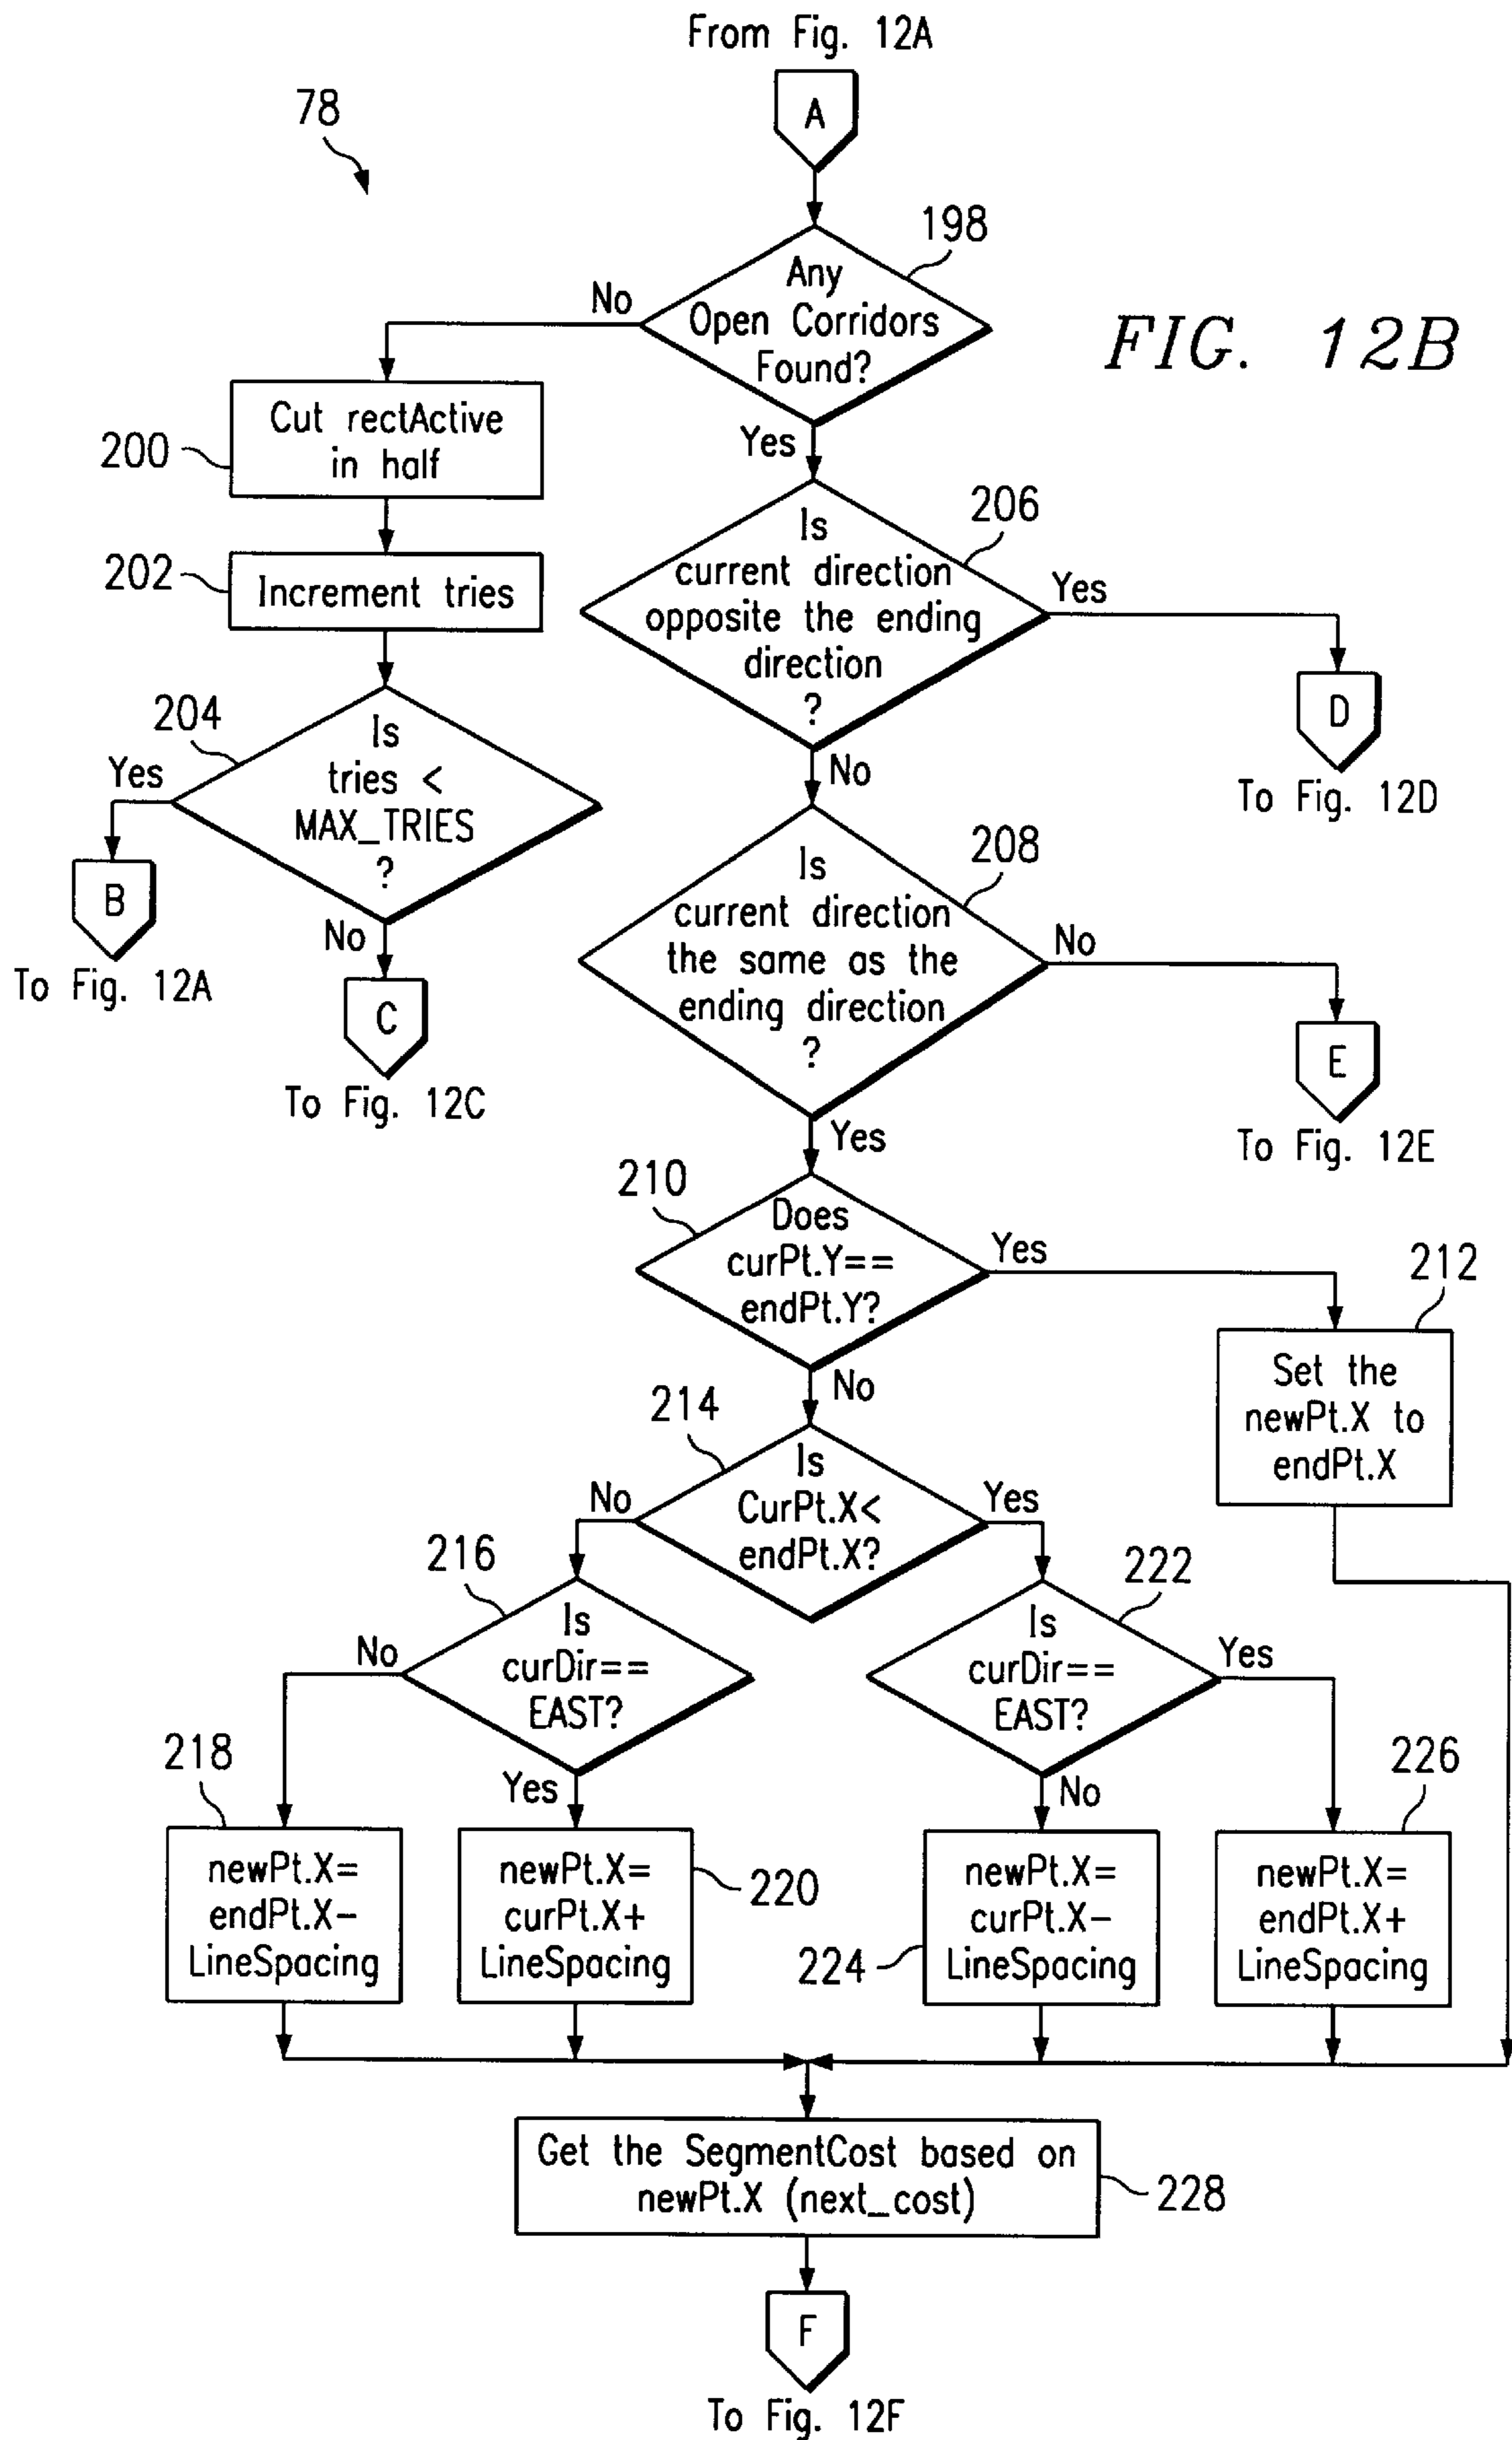 From Fig. 12A
A
78
198
Any
Open Corridors
Found?
No
Yes
FIG. 12B
200
Cut rectActive
in half
202
Increment tries
204
Is
tries <
MAX_TRIES
?
Yes
B
To Fig. 12A
No
C
To Fig. 12C
206
Is
current direction
opposite the ending
direction
?
Yes
D
To Fig. 12D
No
208
Is
current direction
the same as the
ending direction
?
No
E
To Fig. 12E
Yes
210
Does
curPt.Y==
endPt.Y?
Yes
212
Set the
newPt.X to
endPt.X
No
214
Is
CurPt.X<
endPt.X?
No
Yes
216
Is
curDir==
EAST?
No
Yes
222
Is
curDir==
EAST?
Yes
No
218
newPt.X=
endPt.X-
LineSpacing
newPt.X=
curPt.X+
LineSpacing
220
224
newPt.X=
curPt.X-
LineSpacing
226
newPt.X=
endPt.X+
LineSpacing
Get the SegmentCost based on
newPt.X (next_cost)
228
F
To Fig. 12F